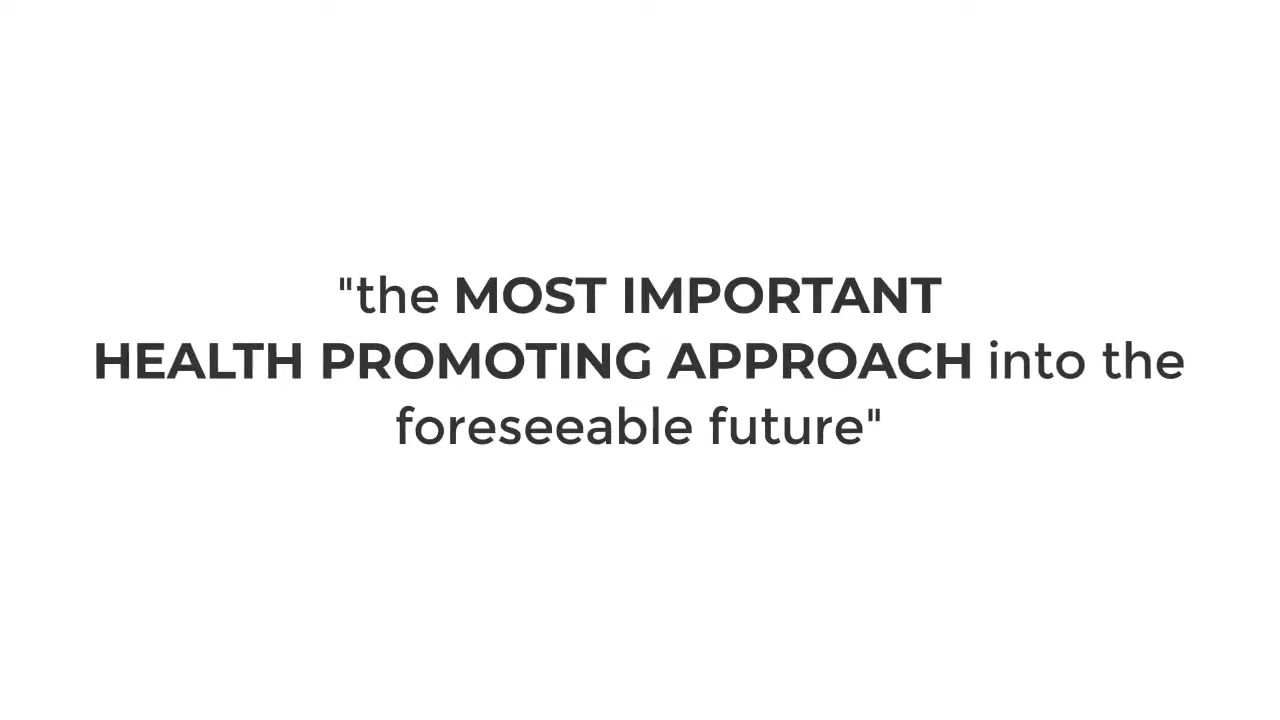 "the MOST IMPORTANT
HEALTH PROMOTING APPROACH into the
foreseeable future"